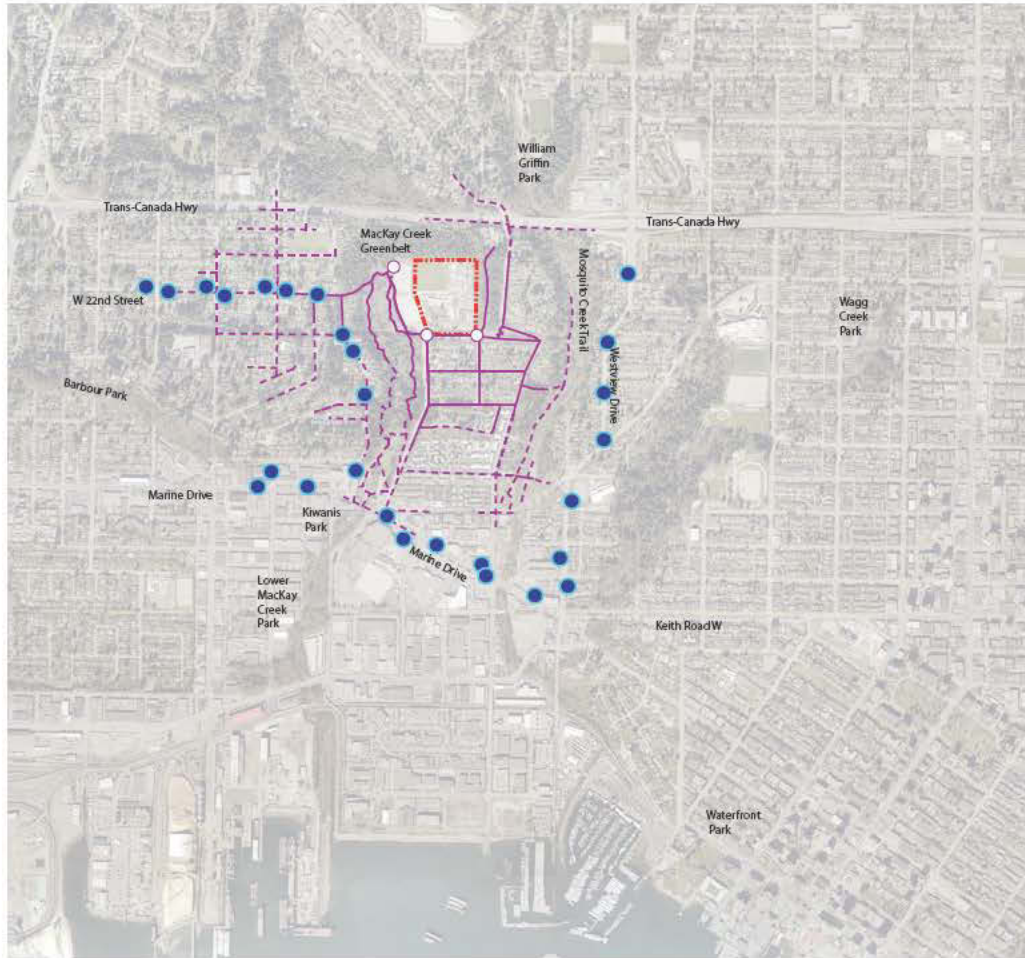 William
Griffin
Park
Trans-Canada Hwy
Trans-Canada Hwy
MacKay Creek
Greenbelt
Mosquito Creek Trail
W 22nd Street
Wagg
Creek
Park
Westview Drive
Barbour Park
Marine Drive
Kiwanis
Park
Marine Drive
Lower
MacKay
Creek
Park
Keith Road W
Waterfront
Park